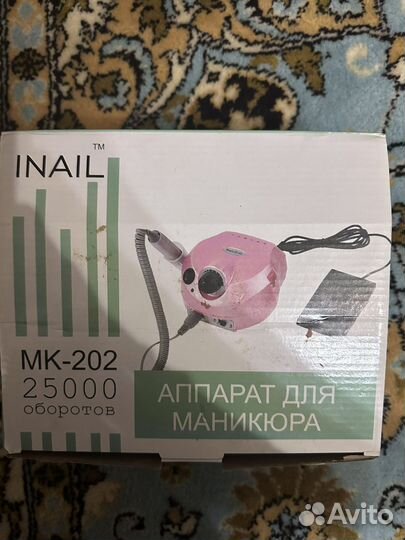 INAIL™
MK-202
25000
оборотов
АППАРАТ ДЛЯ
МАНИКЮРА
Avito